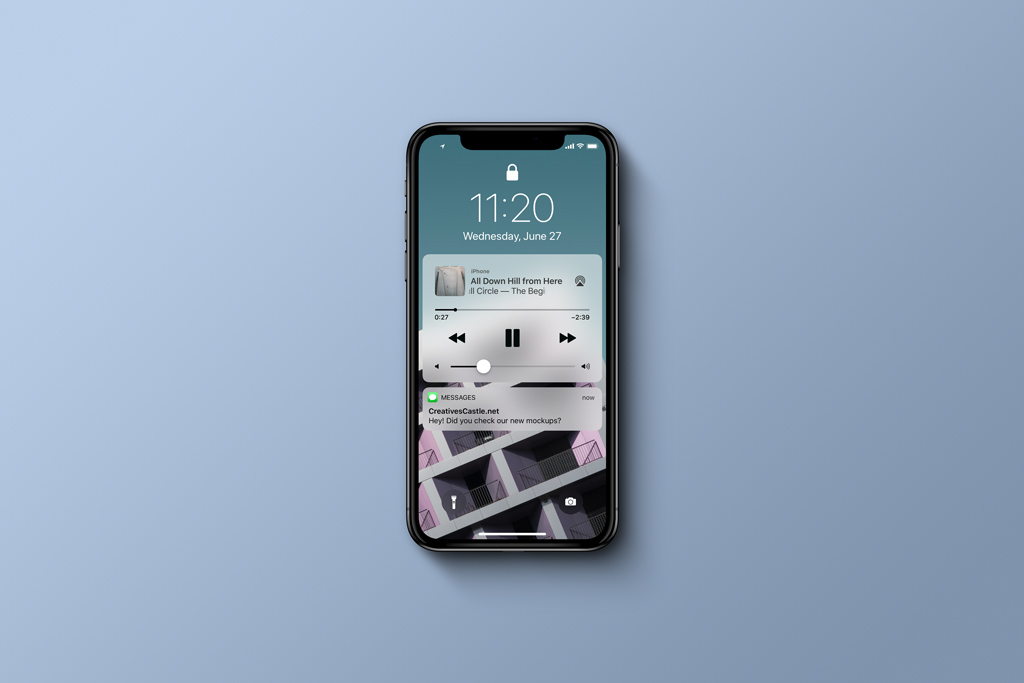 11:20
Wednesday, June 27
iPhone
All Down Hill from Here
ll Circle — The Begi
0:27
−2:39
MESSAGES
now
CreativesCastle.net
Hey! Did you check our new mockups?